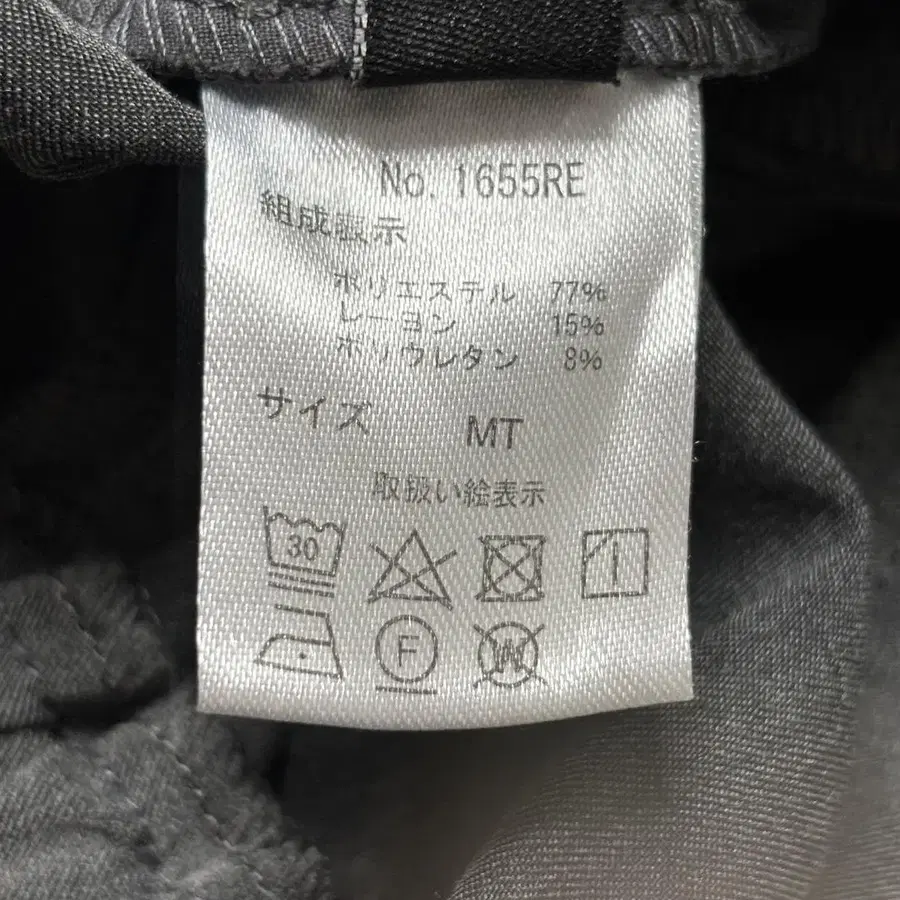 No. 1655RE
組成表示
ポリエステル 77%
レーヨン 15%
ポリウレタン 8%
サイズ MT
取扱い絵表示
30
F W